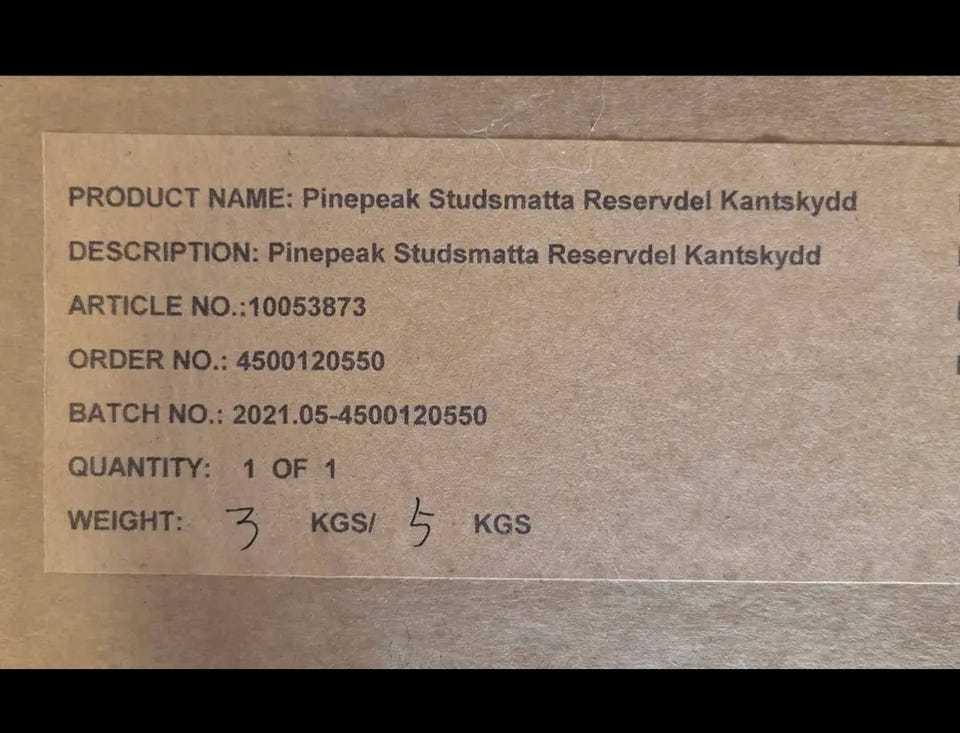 PRODUCT NAME: Pinepeak Studsmatta Reservdel Kantskydd
DESCRIPTION: Pinepeak Studsmatta Reservdel Kantskydd
ARTICLE NO.:10053873
ORDER NO.: 4500120550
BATCH NO.: 2021.05-4500120550
QUANTITY: 1 OF 1
WEIGHT: 3 KGS/ 5 KGS